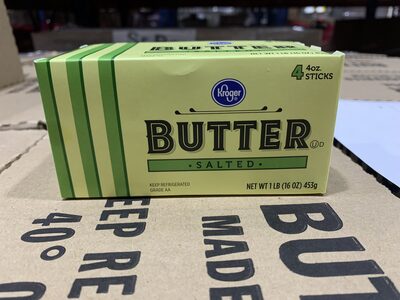 BUTTER
4 4oz.
STICKS
Kroger
BUTTER
U D
SALTED
KEEP REFRIGERATED
GRADE AA
NET WT 1 LB (16 OZ) 453g
KEEP RE
40°
MADE
BUT